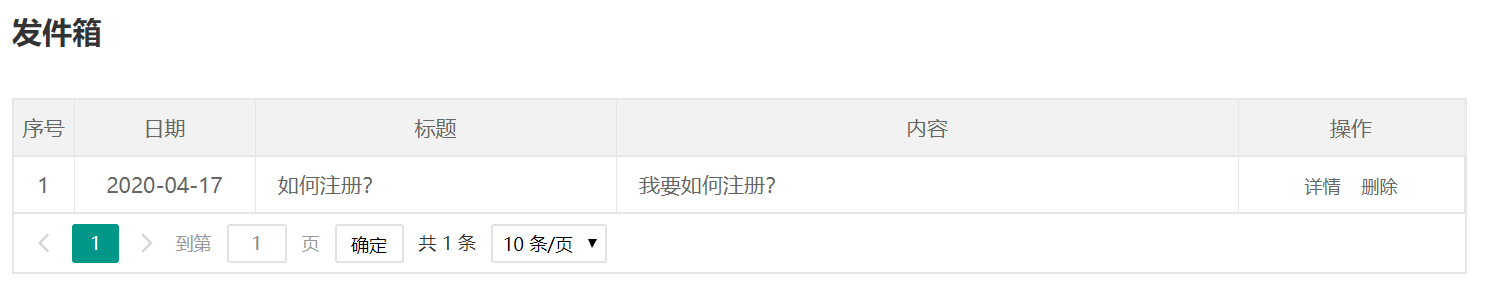 发件箱
序号 日期 标题 内容 操作
1 2020-04-17 如何注册? 我要如何注册? 详情 删除
1 到第 1 页 确定 共 1 条 10 条/页